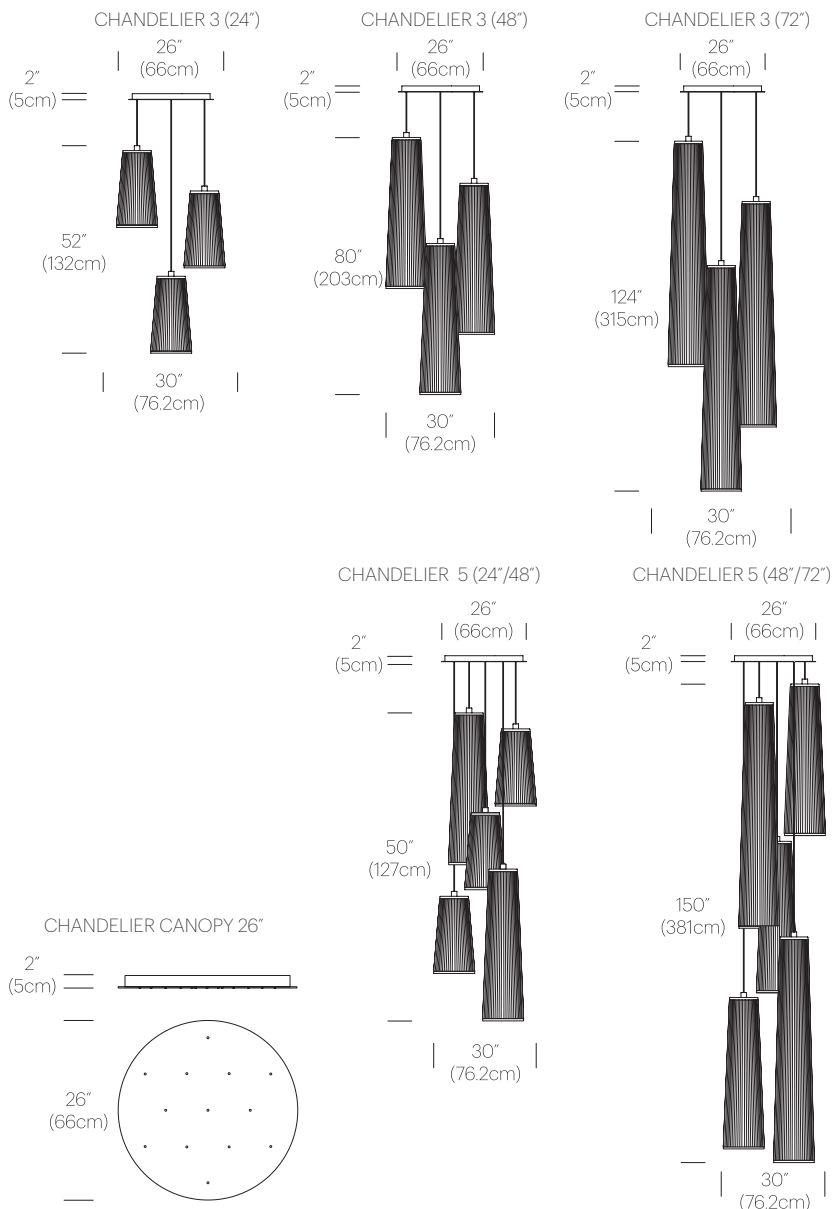 CHANDELIER 3 (24”)
26”
(66cm)
2”
(5cm)
52”
(132cm)
30”
(76.2cm)
CHANDELIER 3 (48”)
26”
(66cm)
2”
(5cm)
80”
(203cm)
30”
(76.2cm)
CHANDELIER 3 (72”)
26”
(66cm)
2”
(5cm)
124”
(315cm)
30”
(76.2cm)
CHANDELIER 5 (24”/48”)
26”
(66cm)
2”
(5cm)
50”
(127cm)
30”
(76.2cm)
CHANDELIER 5 (48”/72”)
26”
(66cm)
2”
(5cm)
150”
(381cm)
30”
(76.2cm)
CHANDELIER CANOPY 26”
2”
(5cm)
26”
(66cm)